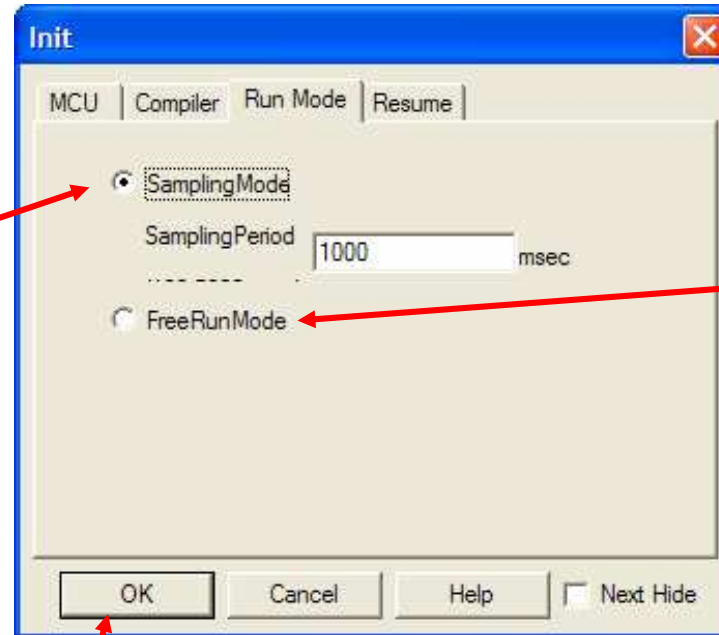 Init
MCU Compiler Run Mode Resume
SamplingMode
SamplingPeriod 1000 msec
FreeRunMode
OK Cancel Help Next Hide